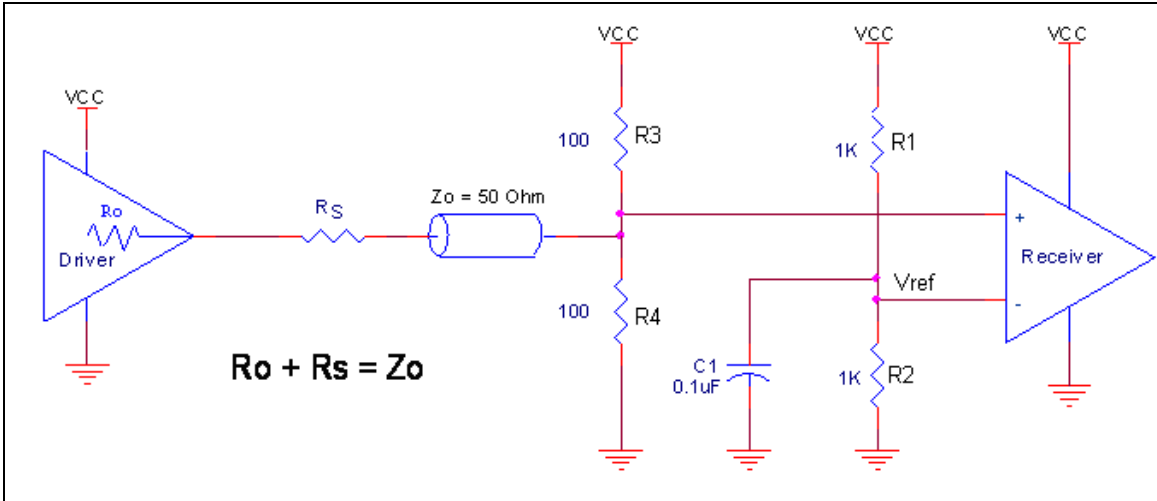 VCC
VCC
VCC
VCC
R3
100
R1
1K
Zo = 50 Ohm
Ro
RS
+
Driver
Receiver
Vref
-
100
R4
Ro + Rs = Zo
C1
0.1uF
R2
1K